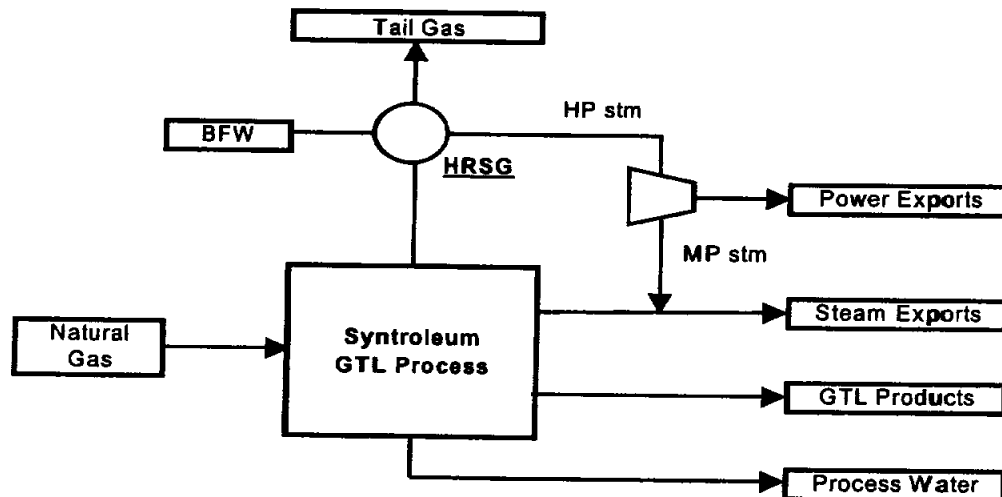 Tail Gas
HP stm
BFW
HRSG
Power Exports
MP stm
Steam Exports
Natural
Gas
Syntroleum
GTL Process
GTL Products
Process Water